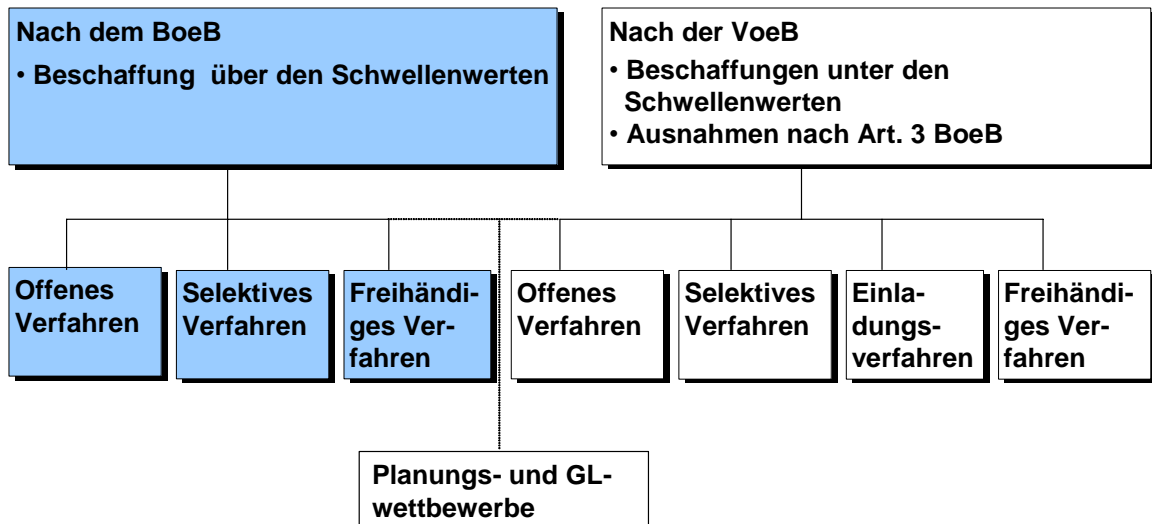 Nach dem BoeB
• Beschaffung über den Schwellenwerten
Nach der VoeB
• Beschaffungen unter den
Schwellenwerten
• Ausnahmen nach Art. 3 BoeB
Offenes
Verfahren
Selektives
Verfahren
Freihändi-
ges Ver-
fahren
Offenes
Verfahren
Selektives
Verfahren
Einla-
dungs-
verfahren
Freihändi-
ges Ver-
fahren
Planungs- und GL-
wettbewerbe